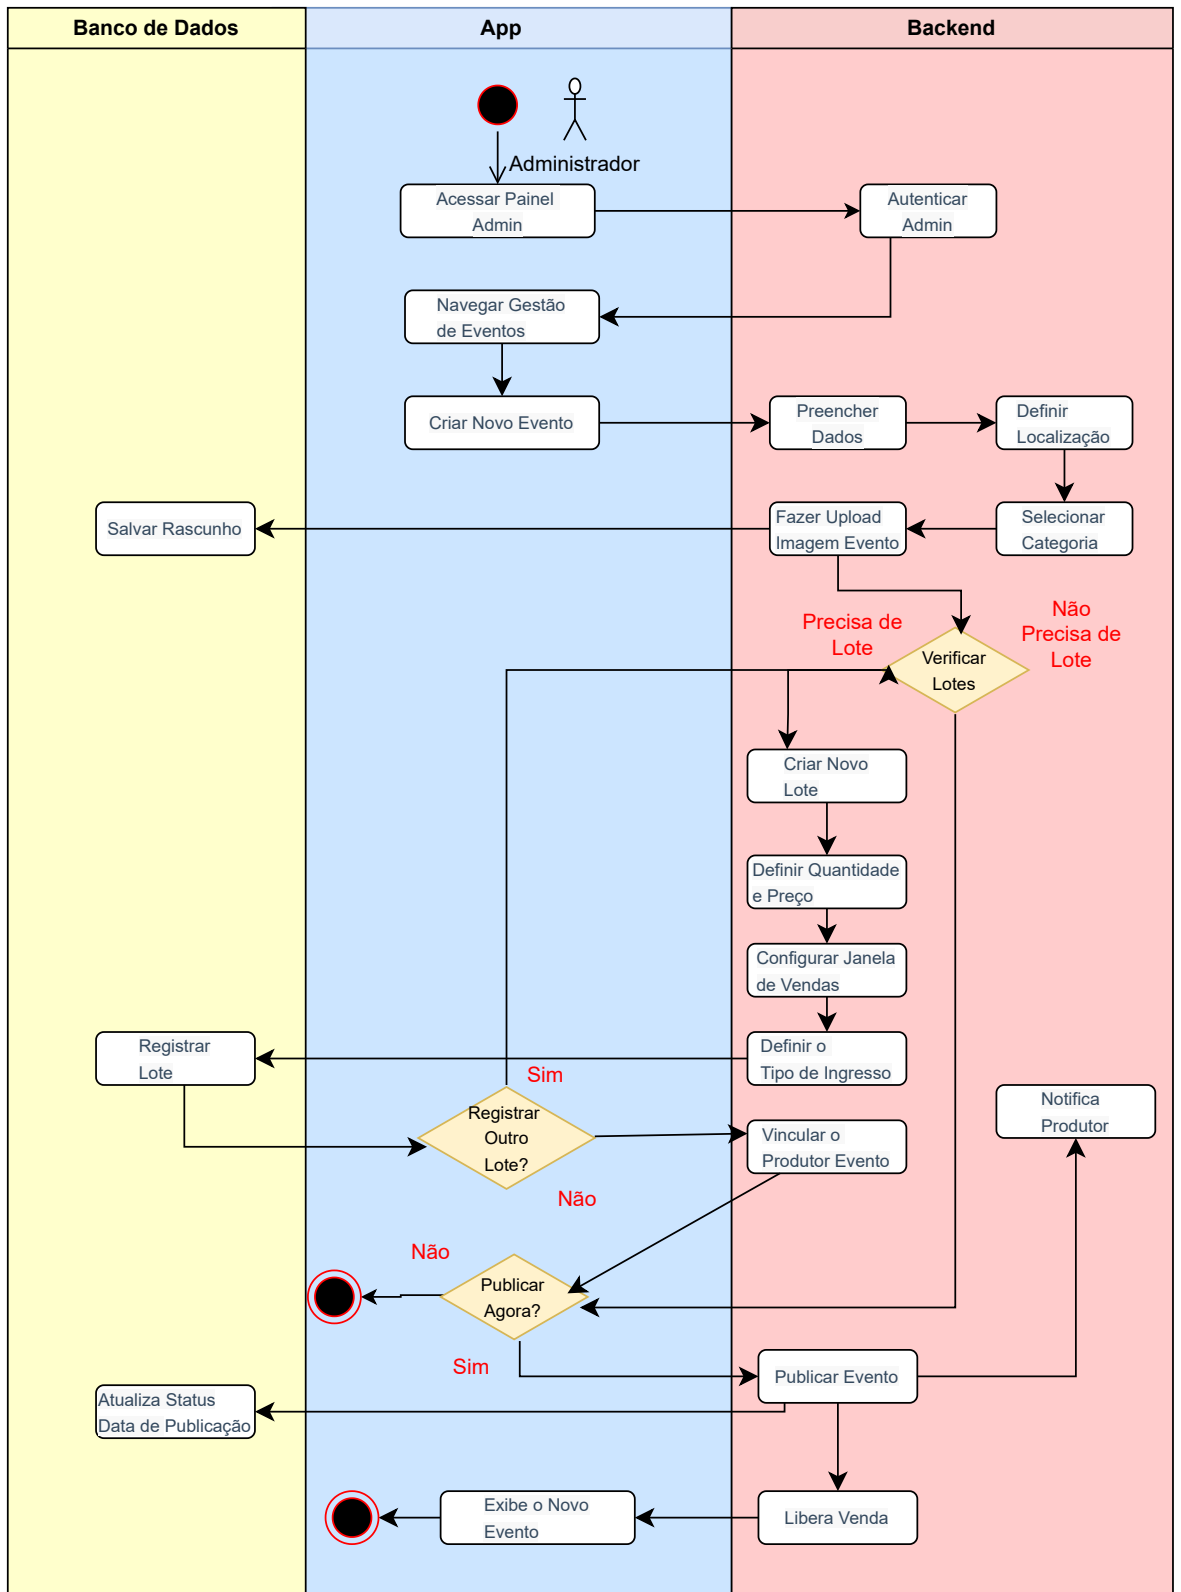 Banco de Dados
App
Backend
Administrador
Acessar Painel
Admin
Autenticar
Admin
Navegar Gestão
de Eventos
Criar Novo Evento
Preencher
Dados
Definir
Localização
Salvar Rascunho
Fazer Upload
Imagem Evento
Selecionar
Categoria
Precisa de
Lote
Não
Precisa de
Lote
Verificar
Lotes
Criar Novo
Lote
Definir Quantidade
e Preço
Configurar Janela
de Vendas
Registrar
Lote
Definir o
Tipo de Ingresso
Sim
Registrar
Outro
Lote?
Notifica
Produtor
Vincular o
Produtor Evento
Não
Não
Publicar
Agora?
Sim
Publicar Evento
Atualiza Status
Data de Publicação
Exibe o Novo
Evento
Libera Venda